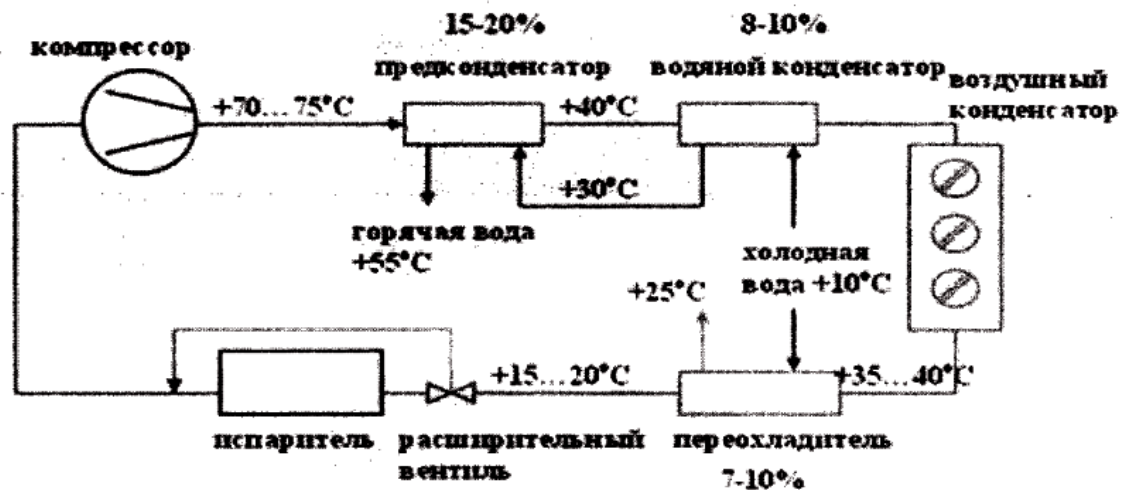 15-20%
8-10%
компрессор
предконденсатор
водяной конденсатор
воздушный
конденсатор
+70...75°C
+40°C
+30°C
горячая вода
+55°C
холодная
вода +10°C
+25°C
+15...20°C
+35...40°C
испаритель
расширительный
вентиль
переохладитель
7-10%